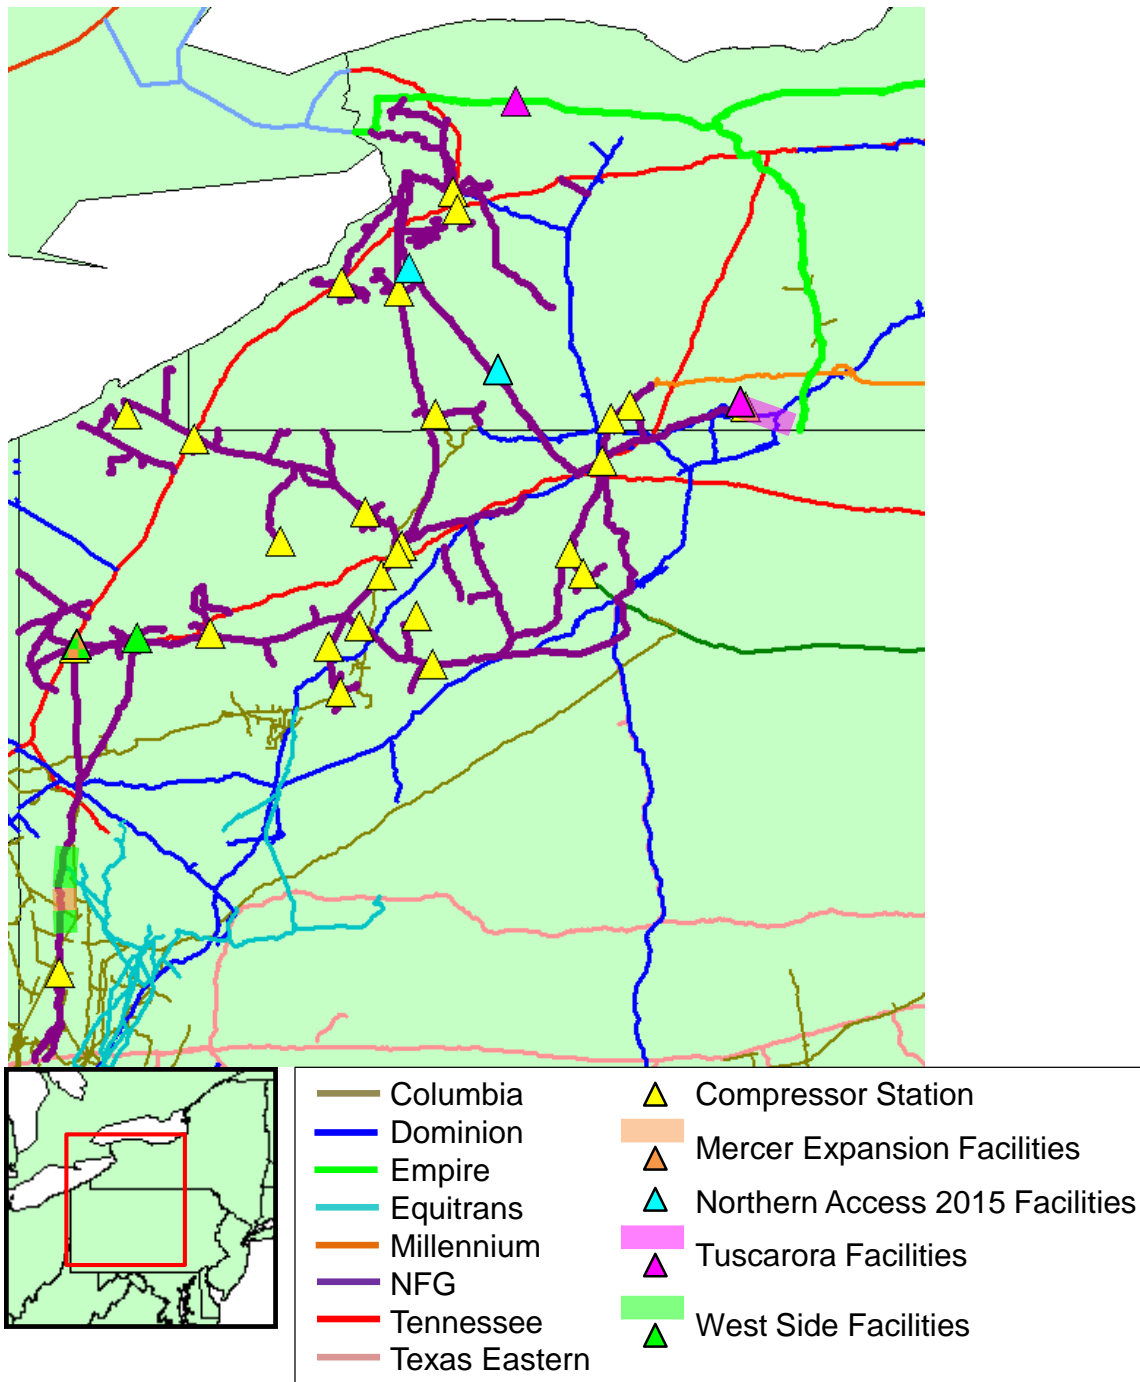 Columbia
Dominion
Empire
Equitrans
Millennium
NFG
Tennessee
Texas Eastern
Compressor Station
Mercer Expansion Facilities
Northern Access 2015 Facilities
Tuscarora Facilities
West Side Facilities